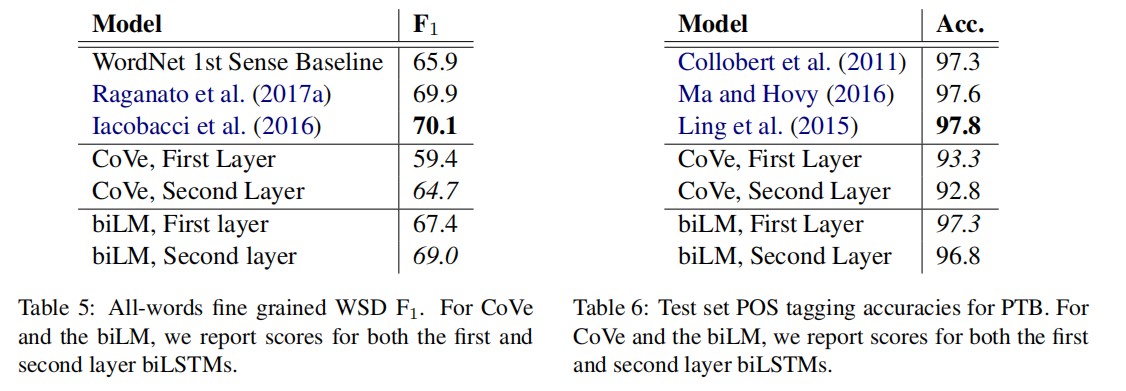 Model F₁
WordNet 1st Sense Baseline 65.9
Raganato et al. (2017a) 69.9
Iacobacci et al. (2016) 70.1
CoVe, First Layer 59.4
CoVe, Second Layer 64.7
biLM, First layer 67.4
biLM, Second layer 69.0
Table 5: All-words fine grained WSD F₁. For CoVe
and the biLM, we report scores for both the first and
second layer biLSTMs.
Model Acc.
Collobert et al. (2011) 97.3
Ma and Hovy (2016) 97.6
Ling et al. (2015) 97.8
CoVe, First Layer 93.3
CoVe, Second Layer 92.8
biLM, First Layer 97.3
biLM, Second Layer 96.8
Table 6: Test set POS tagging accuracies for PTB. For
CoVe and the biLM, we report scores for both the first
and second layer biLSTMs.